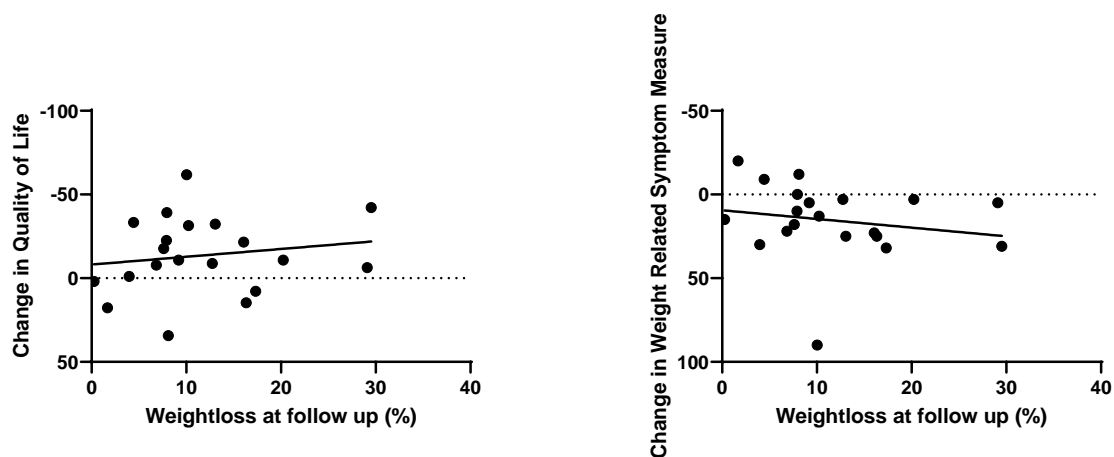 Change in Quality of Life
-100
-50
0
50
0 10 20 30 40
Weightloss at follow up (%)
Change in Weight Related Symptom Measure
-50
0
50
100
0 10 20 30 40
Weightloss at follow up (%)